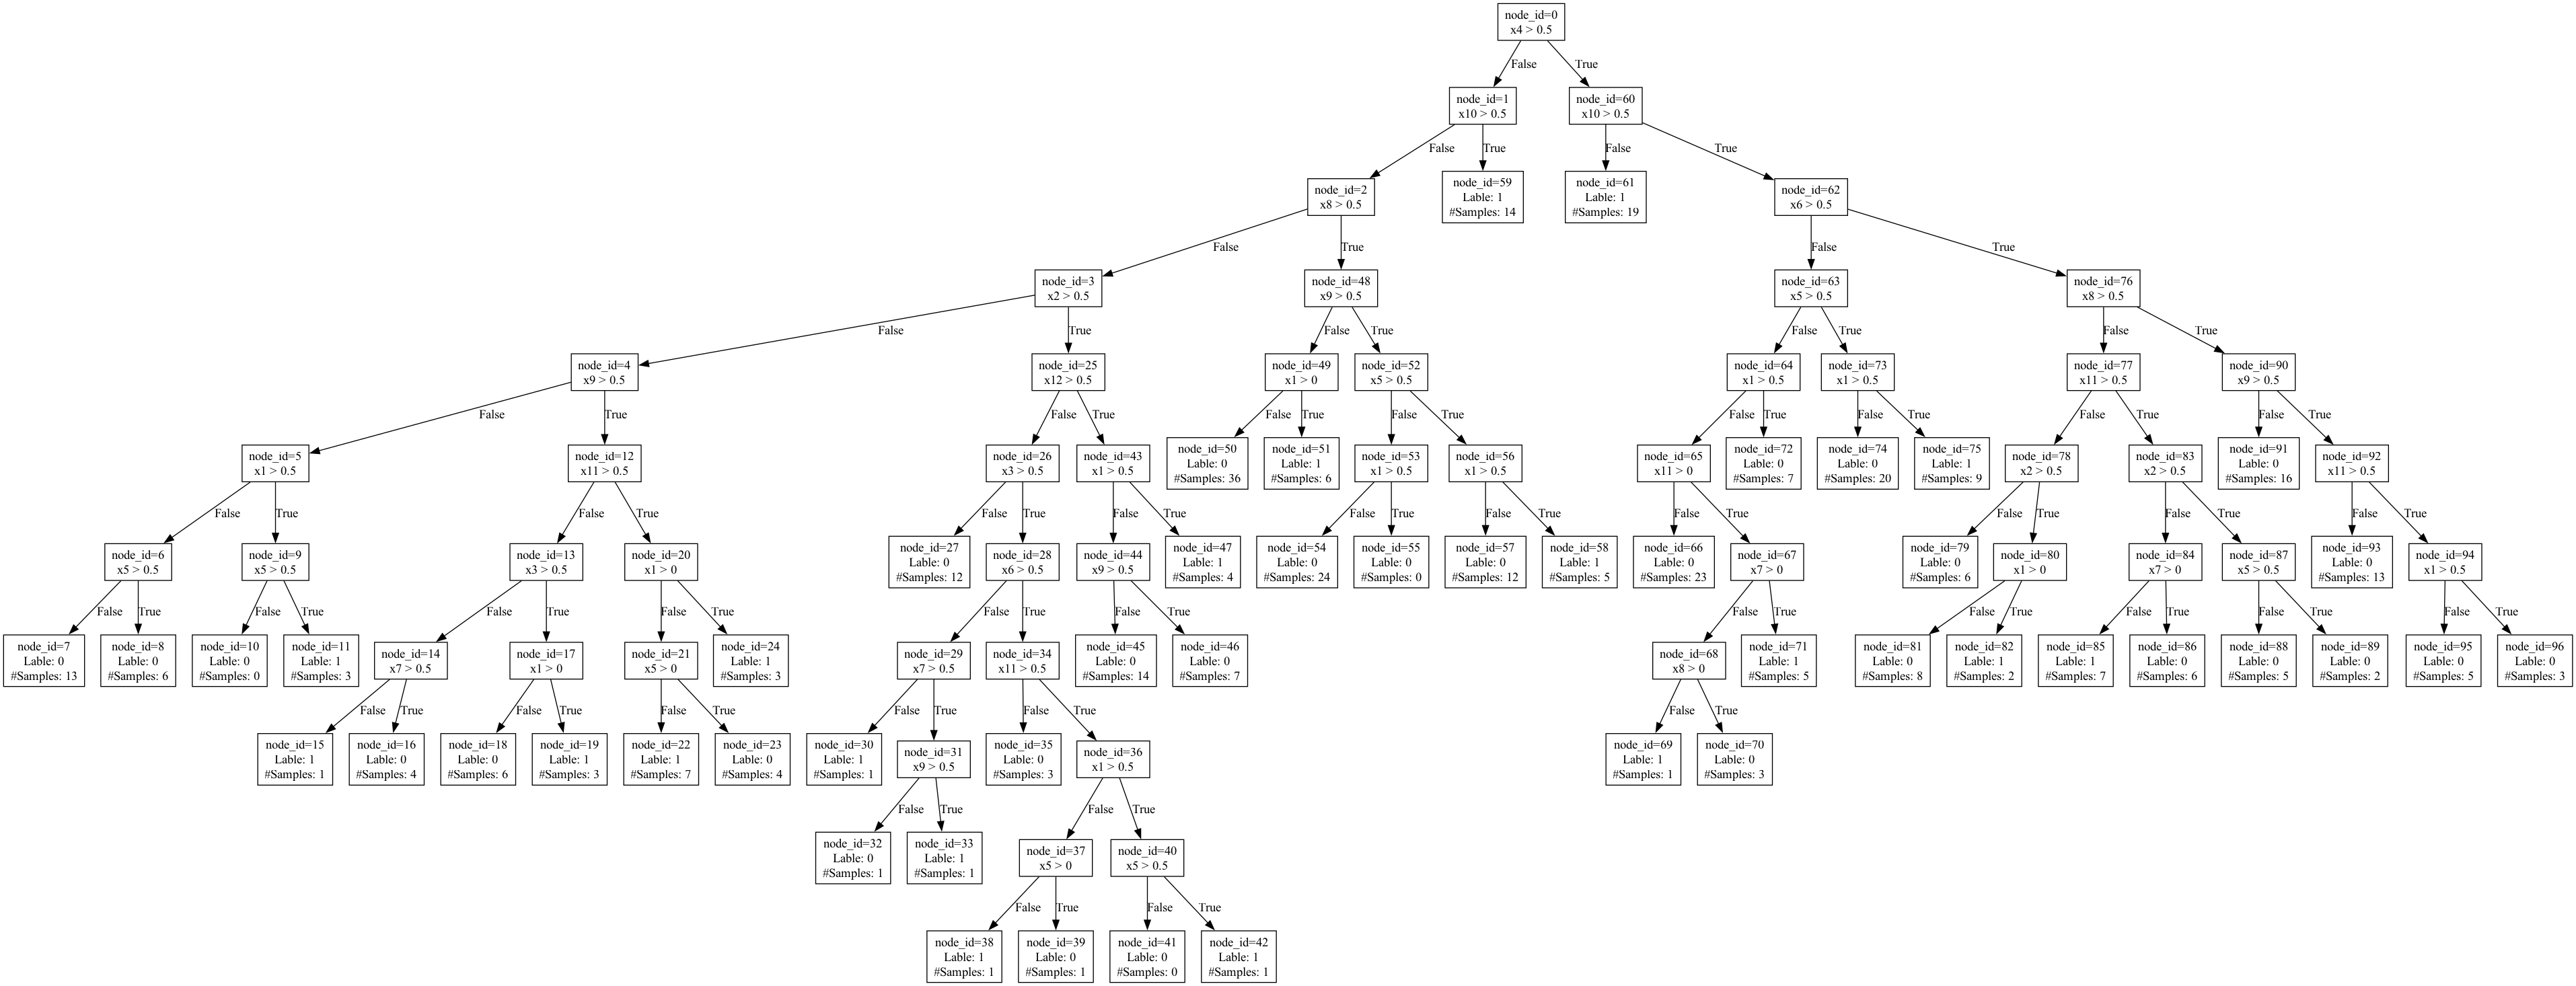 node_id=0
x4 > 0.5
False
True
node_id=1
x10 > 0.5
node_id=60
x10 > 0.5
False
True
False
True
node_id=2
x8 > 0.5
node_id=59
Lable: 1
#Samples: 14
node_id=61
Lable: 1
#Samples: 19
node_id=62
x6 > 0.5
False
True
False
True
node_id=3
x2 > 0.5
node_id=48
x9 > 0.5
node_id=63
x5 > 0.5
node_id=76
x8 > 0.5
False
True
False
True
False
True
False
True
node_id=4
x9 > 0.5
node_id=25
x12 > 0.5
node_id=49
x1 > 0
node_id=52
x5 > 0.5
node_id=64
x1 > 0.5
node_id=73
x1 > 0.5
node_id=77
x11 > 0.5
node_id=90
x9 > 0.5
False
True
False
True
False
True
False
True
False
True
False
True
False
True
False
True
node_id=5
x1 > 0.5
node_id=12
x11 > 0.5
node_id=26
x3 > 0.5
node_id=43
x1 > 0.5
node_id=50
Lable: 0
#Samples: 36
node_id=51
Lable: 1
#Samples: 6
node_id=53
x1 > 0.5
node_id=56
x1 > 0.5
node_id=65
x11 > 0
node_id=72
Lable: 0
#Samples: 7
node_id=74
Lable: 0
#Samples: 20
node_id=75
Lable: 1
#Samples: 9
node_id=78
x2 > 0.5
node_id=83
x2 > 0.5
node_id=91
Lable: 0
#Samples: 16
node_id=92
x11 > 0.5
False
True
False
True
False
True
False
True
False
True
False
True
False
True
False
True
False
True
False
True
node_id=6
x5 > 0.5
node_id=9
x5 > 0.5
node_id=13
x3 > 0.5
node_id=20
x1 > 0
node_id=27
Lable: 0
#Samples: 12
node_id=28
x6 > 0.5
node_id=44
x9 > 0.5
node_id=47
Lable: 1
#Samples: 4
node_id=54
Lable: 0
#Samples: 24
node_id=55
Lable: 0
#Samples: 0
node_id=57
Lable: 0
#Samples: 12
node_id=58
Lable: 1
#Samples: 5
node_id=66
Lable: 0
#Samples: 23
node_id=67
x7 > 0
node_id=79
Lable: 0
#Samples: 6
node_id=80
x1 > 0
node_id=84
x7 > 0
node_id=87
x5 > 0.5
node_id=93
Lable: 0
#Samples: 13
node_id=94
x1 > 0.5
False
True
False
True
False
True
False
True
False
True
False
True
False
True
False
True
False
True
False
True
False
True
node_id=7
Lable: 0
#Samples: 13
node_id=8
Lable: 0
#Samples: 6
node_id=10
Lable: 0
#Samples: 0
node_id=11
Lable: 1
#Samples: 3
node_id=14
x7 > 0.5
node_id=17
x1 > 0
node_id=21
x5 > 0
node_id=24
Lable: 1
#Samples: 3
node_id=29
x7 > 0.5
node_id=34
x11 > 0.5
node_id=45
Lable: 0
#Samples: 14
node_id=46
Lable: 0
#Samples: 7
node_id=68
x8 > 0
node_id=71
Lable: 1
#Samples: 5
node_id=81
Lable: 0
#Samples: 8
node_id=82
Lable: 1
#Samples: 2
node_id=85
Lable: 1
#Samples: 7
node_id=86
Lable: 0
#Samples: 6
node_id=88
Lable: 0
#Samples: 5
node_id=89
Lable: 0
#Samples: 2
node_id=95
Lable: 0
#Samples: 5
node_id=96
Lable: 0
#Samples: 3
False
True
False
True
False
True
False
True
False
True
False
True
node_id=15
Lable: 1
#Samples: 1
node_id=16
Lable: 0
#Samples: 4
node_id=18
Lable: 0
#Samples: 6
node_id=19
Lable: 1
#Samples: 3
node_id=22
Lable: 1
#Samples: 7
node_id=23
Lable: 0
#Samples: 4
node_id=30
Lable: 1
#Samples: 1
node_id=31
x9 > 0.5
node_id=35
Lable: 0
#Samples: 3
node_id=36
x1 > 0.5
node_id=69
Lable: 1
#Samples: 1
node_id=70
Lable: 0
#Samples: 3
False
True
False
True
node_id=32
Lable: 0
#Samples: 1
node_id=33
Lable: 1
#Samples: 1
node_id=37
x5 > 0
node_id=40
x5 > 0.5
False
True
False
True
node_id=38
Lable: 1
#Samples: 1
node_id=39
Lable: 0
#Samples: 1
node_id=41
Lable: 0
#Samples: 0
node_id=42
Lable: 1
#Samples: 1